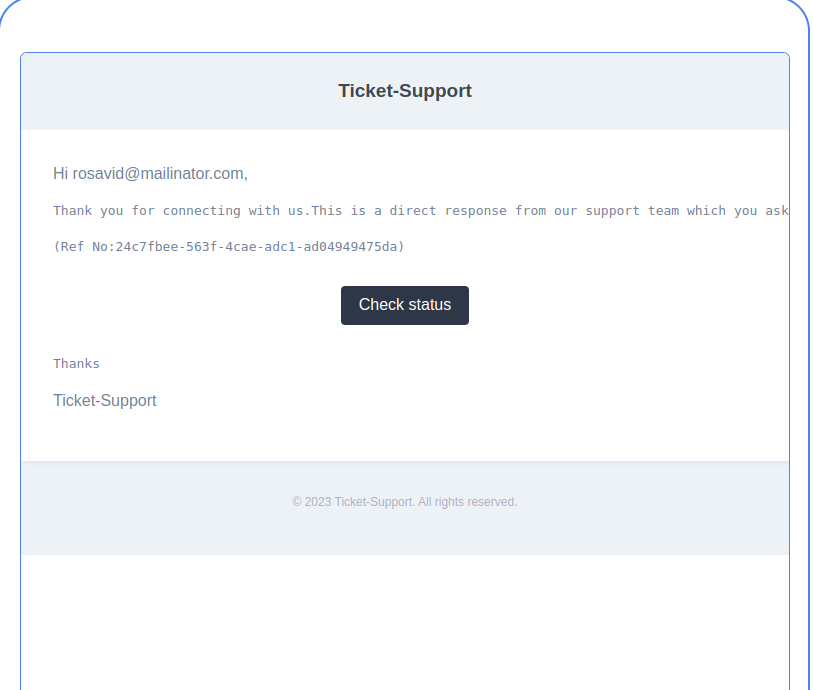 Ticket-Support
Hi rosavid@mailinator.com,
Thank you for connecting with us.This is a direct response from our support team which you ask
(Ref No:24c7fbee-563f-4cae-adc1-ad04949475da)
Check status
Thanks
Ticket-Support
© 2023 Ticket-Support. All rights reserved.